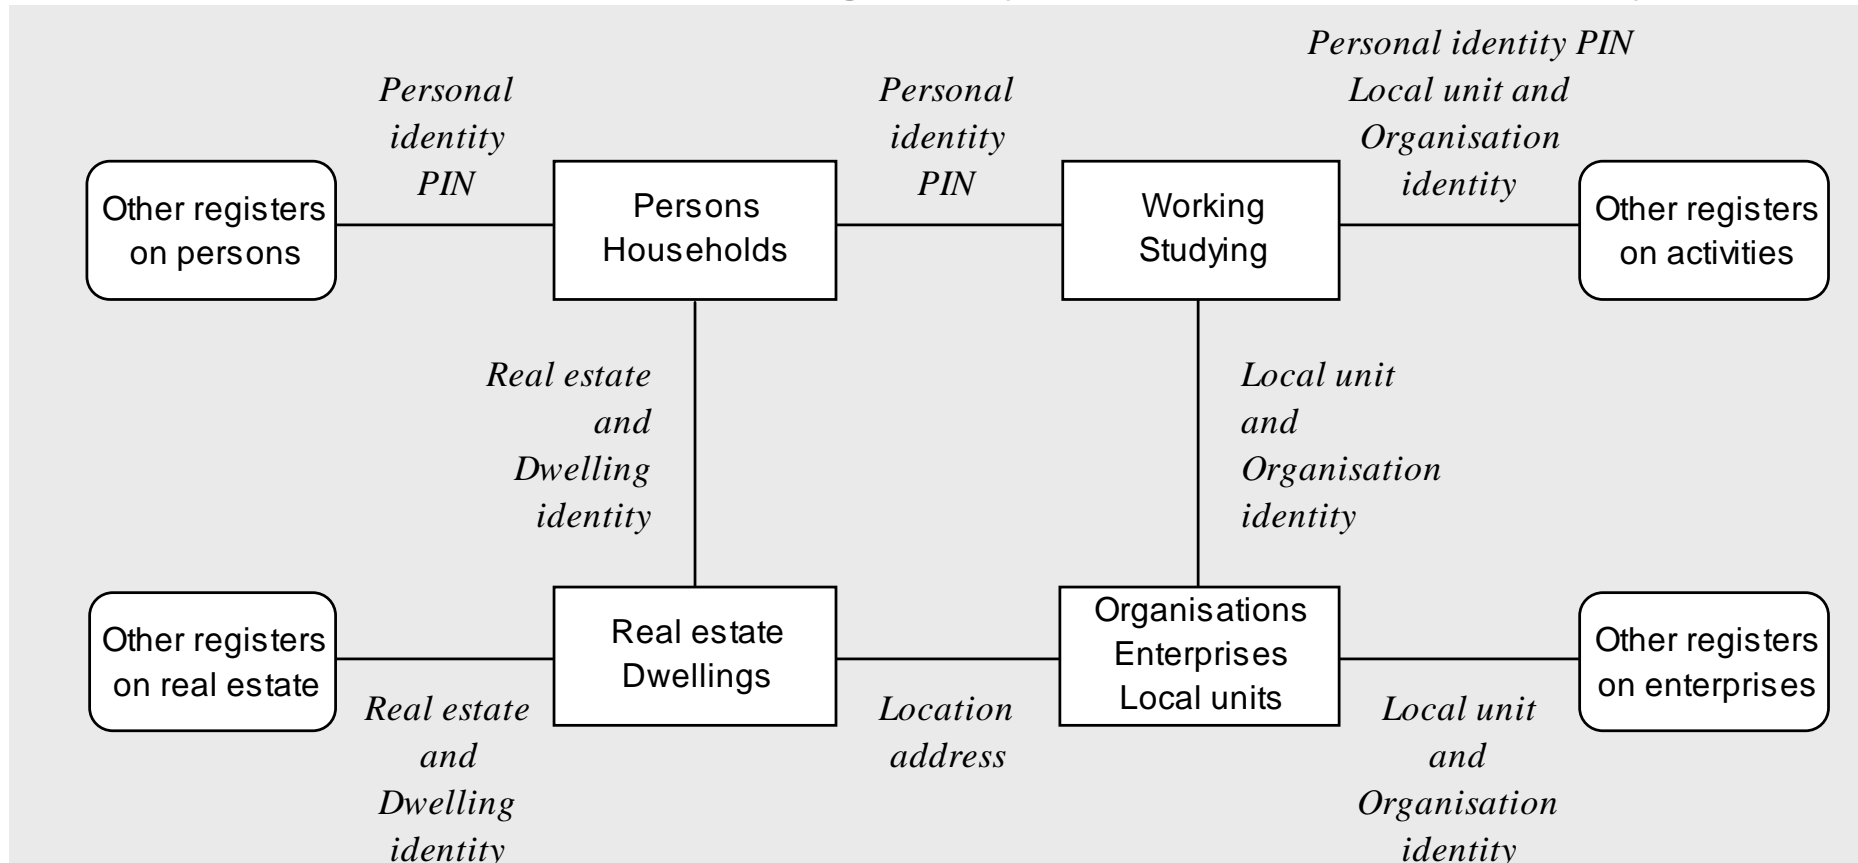 Personal identity PIN
Local unit and
Organisation
identity
Personal
identity
PIN
Personal
identity
PIN
Other registers
on persons
Persons
Households
Working
Studying
Other registers
on activities
Real estate
and
Dwelling
identity
Local unit
and
Organisation
identity
Other registers
on real estate
Real estate
Dwellings
Organisations
Enterprises
Local units
Other registers
on enterprises
Real estate
and
Dwelling
identity
Location
address
Local unit
and
Organisation
identity